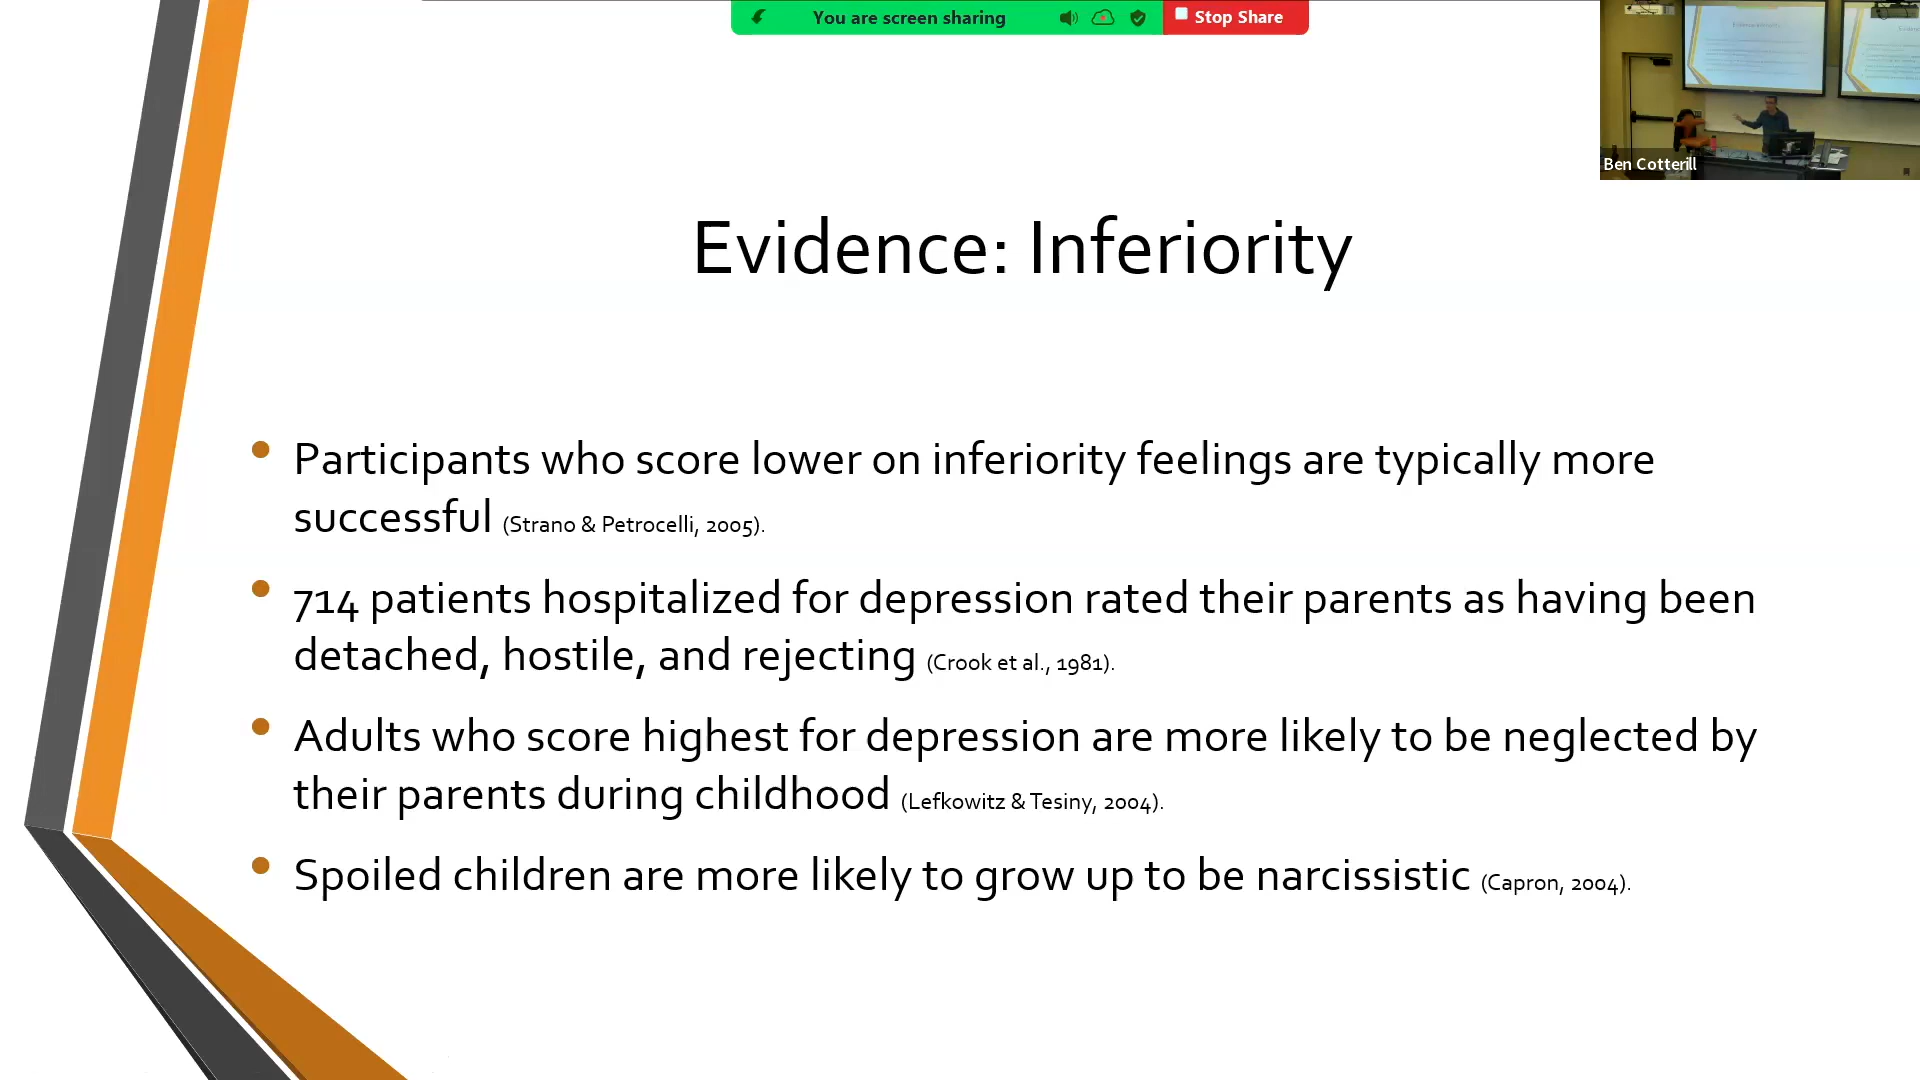 You are screen sharing
Stop Share
Ben Cotterill
Evidence: Inferiority
Participants who score lower on inferiority feelings are typically more
successful (Strano & Petrocelli, 2005).
714 patients hospitalized for depression rated their parents as having been
detached, hostile, and rejecting (Crook et al., 1981).
Adults who score highest for depression are more likely to be neglected by
their parents during childhood (Lefkowitz & Tesiny, 2004).
Spoiled children are more likely to grow up to be narcissistic (Capron, 2004).